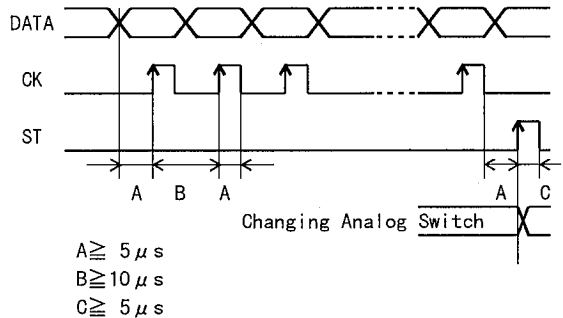 DATA
CK
ST
A B A A C
Changing Analog Switch
A≧ 5μs
B≧10μs
C≧ 5μs